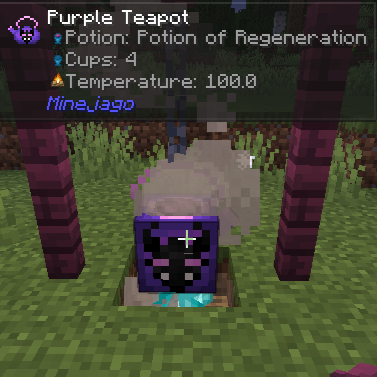 Purple Teapot
Potion: Potion of Regeneration
Cups: 4
Temperature: 100.0
Minejago